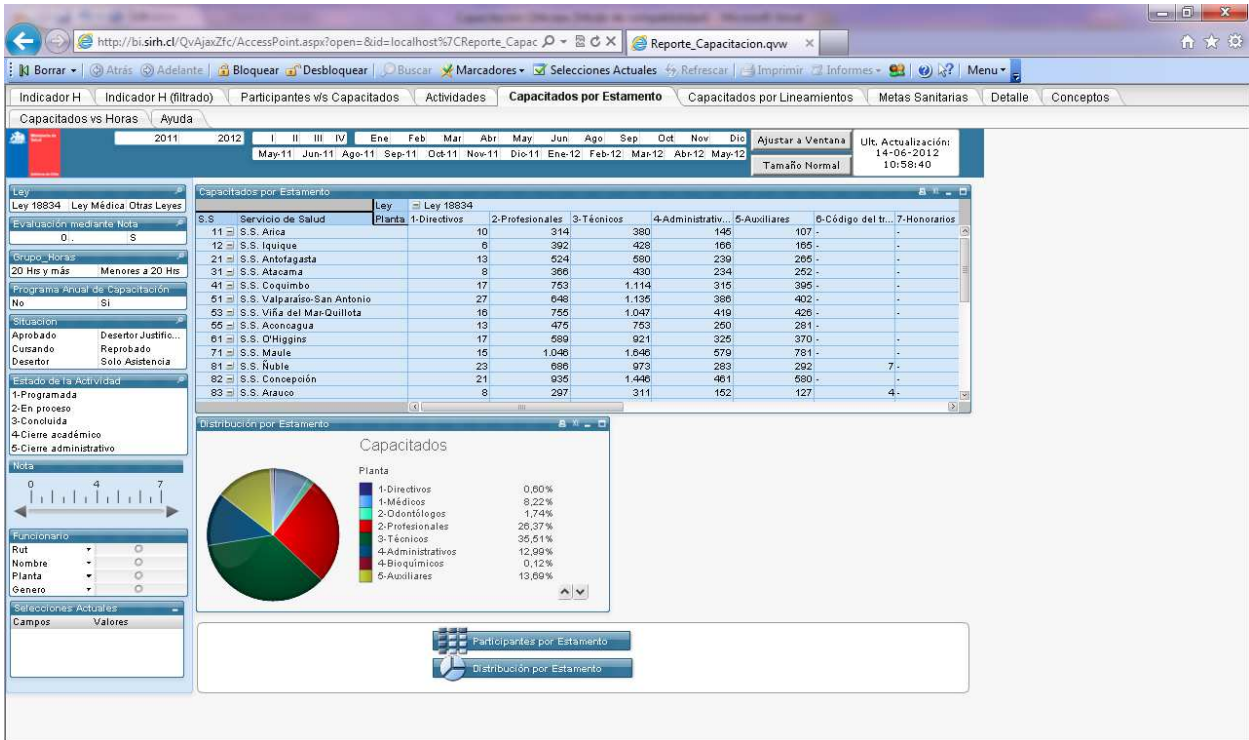 http://bi.sirh.cl/QvAjaxZfc/AccessPoint.aspx?open=&id=localhost%7CReporte_Capac
Reporte_Capacitacion.qvw
Borrar Atrás Adelante Bloquear Desbloquear Buscar Marcadores Selecciones Actuales Refrescar Imprimir Informes Menu
Indicador H Indicador H (filtrado) Participantes v/s Capacitados Actividades Capacitados por Estamento Capacitados por Lineamientos Metas Sanitarias Detalle Conceptos
Capacitados vs Horas Ayuda
2011 2012 I II III IV Ene Feb Mar Abr May Jun Ago Sep Oct Nov Dic
May-11 Jun-11 Ago-11 Sep-11 Oct-11 Nov-11 Dic-11 Ene-12 Feb-12 Mar-12 Abr-12 May-12
Ajustar a Ventana
Tamaño Normal
Ult. Actualización:
14-06-2012
10:58:40
Ley
Ley 18834 Ley Médica Otras Leyes
Evaluación mediante Nota
0.. S
Grupo_Horas
20 Hrs y más Menores a 20 Hrs
Programa Anual de Capacitación
No Si
Situacion
Aprobado Desertor Justific...
Cursando Reprobado
Desertor Solo Asistencia
Estado de la Actividad
1-Programada
2-En proceso
3-Concluida
4-Cierre académico
5-Cierre administrativo
Nota
0 4 7
Funcionario
Rut
Nombre
Planta
Genero
Selecciones Actuales
Campos Valores
Capacitados por Estamento
Ley Ley 18834
S.S Servicio de Salud Planta 1-Directivos 2-Profesionales 3-Técnicos 4-Administrativ... 5-Auxiliares 6-Código del tr... 7-Honorarios
11 S.S. Arica 10 314 380 145 107 - -
12 S.S. Iquique 6 392 428 166 165 - -
21 S.S. Antofagasta 13 524 580 239 265 - -
31 S.S. Atacama 8 366 430 234 252 - -
41 S.S. Coquimbo 17 753 1.114 315 395 - -
51 S.S. Valparaíso-San Antonio 27 648 1.135 386 402 - -
53 S.S. Viña del Mar-Quillota 16 755 1.047 419 426 - -
55 S.S. Aconcagua 13 475 753 250 281 -
61 S.S. O'Higgins 17 589 921 325 370 - -
71 S.S. Maule 15 1.046 1.646 579 781 - -
81 S.S. Ñuble 23 686 973 283 292 7 -
82 S.S. Concepción 21 935 1.446 461 580 - -
83 S.S. Arauco 8 297 311 152 127 4 -
Distribución por Estamento
Capacitados
Planta
1-Directivos 0,60%
1-Médicos 8,22%
2-Odontólogos 1,74%
2-Profesionales 26,37%
3-Técnicos 35,51%
4-Administrativos 12,99%
4-Bioquímicos 0,12%
5-Auxiliares 13,69%
Participantes por Estamento
Distribución por Estamento